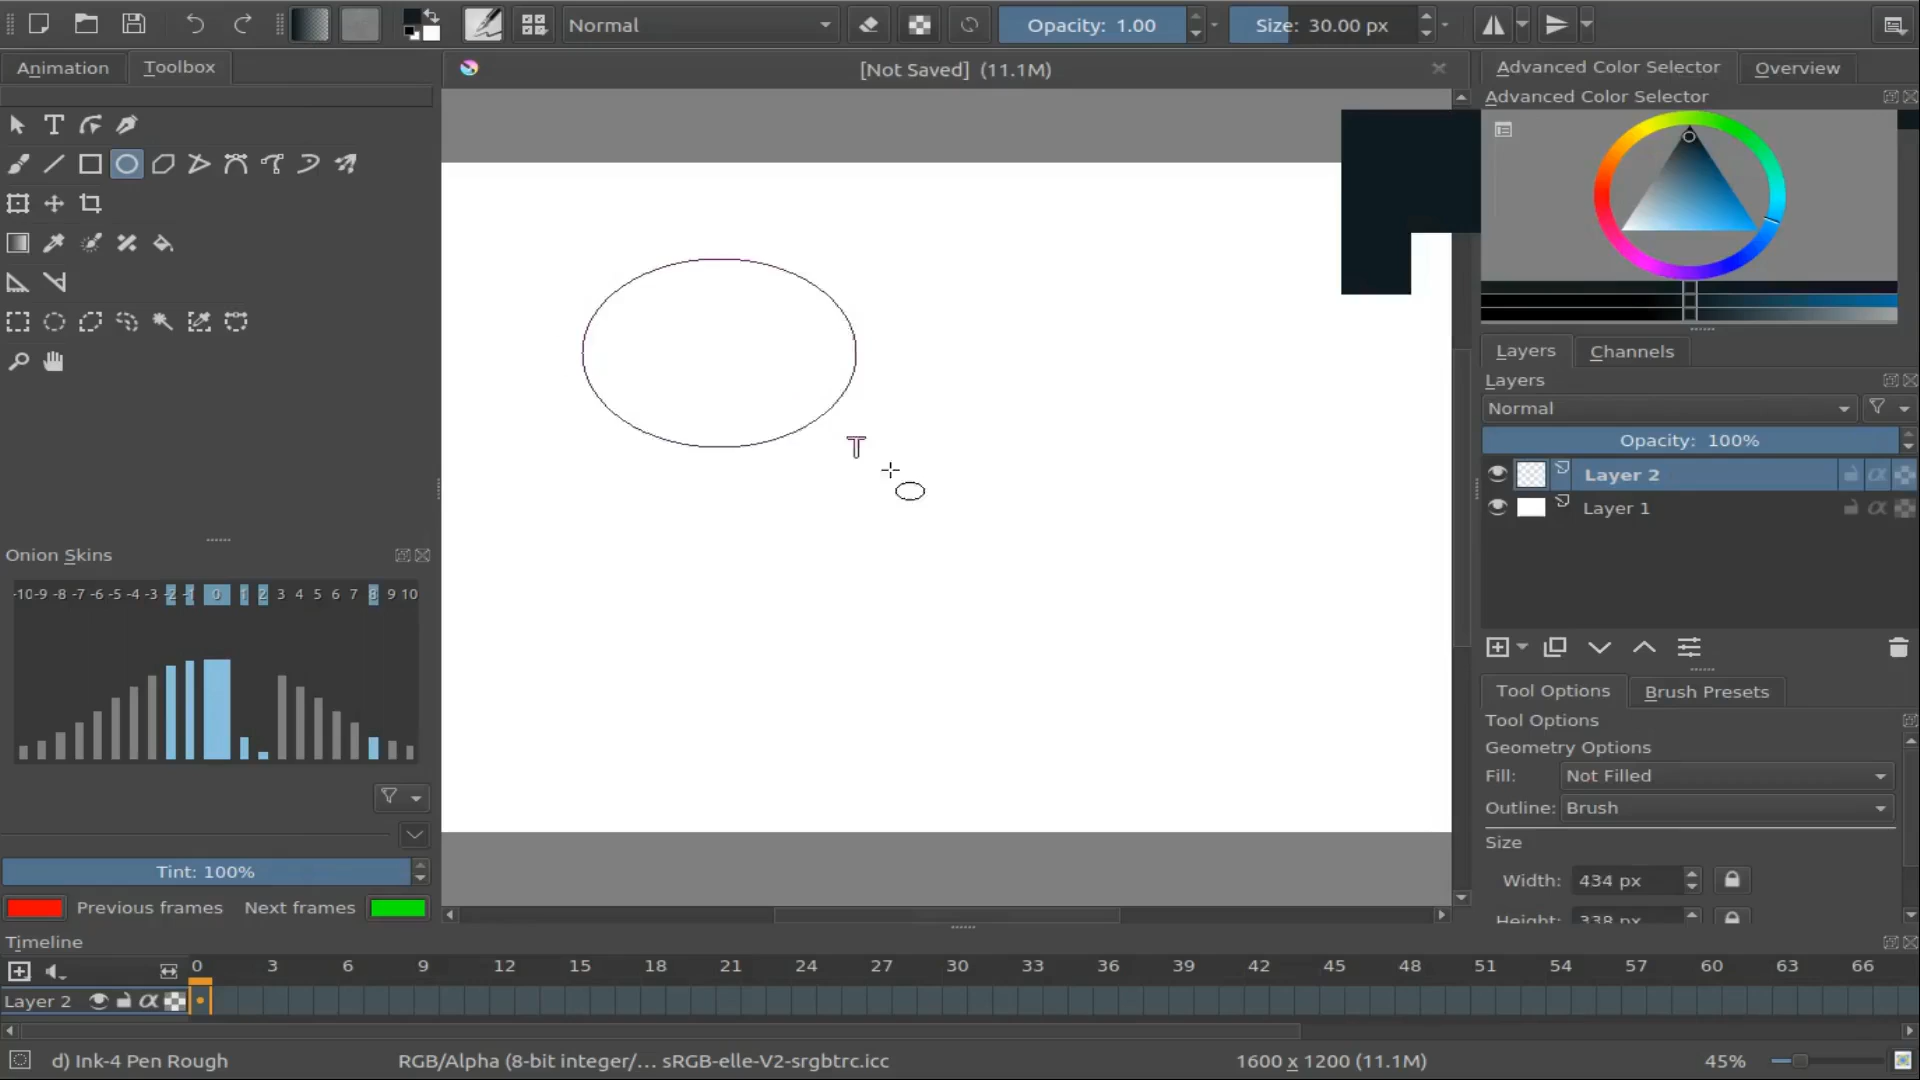 Normal
Opacity: 1.00
Size: 30.00 px
Animation
Toolbox
[Not Saved] (11.1M)
Advanced Color Selector
Overview
Advanced Color Selector
T
Layers
Channels
Layers
Normal
Opacity: 100%
Layer 2
Layer 1
Onion Skins
-10 -9 -8 -7 -6 -5 -4 -3 -2 -1 0 1 2 3 4 5 6 7 8 9 10
Tool Options
Brush Presets
Tool Options
Geometry Options
Fill: Not Filled
Outline: Brush
Size
Width: 434 px
Height: 338 px
Tint: 100%
Previous frames
Next frames
Timeline
0 3 6 9 12 15 18 21 24 27 30 33 36 39 42 45 48 51 54 57 60 63 66
Layer 2
d) Ink-4 Pen Rough
RGB/Alpha (8-bit integer/... sRGB-elle-V2-srgbtrc.icc
1600 x 1200 (11.1M)
45%